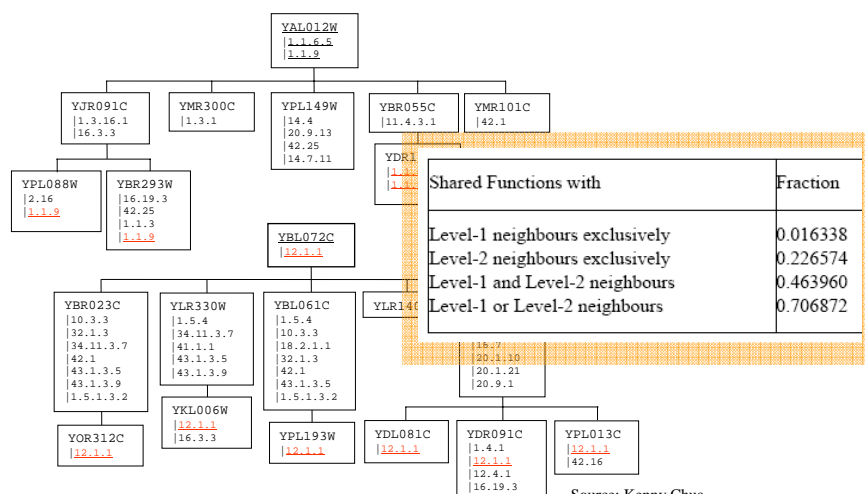 YAL012W
|1.1.6.5
|1.1.9
YJR091C
|1.3.16.1
|16.3.3
YMR300C
|1.3.1
YPL149W
|14.4
|20.9.13
|42.25
|14.7.11
YBR055C
|11.4.3.1
YMR101C
|42.1
YPL088W
|2.16
|1.1.9
YBR293W
|16.19.3
|42.25
|1.1.3
|1.1.9
Shared Functions with Fraction
Level-1 neighbours exclusively 0.016338
Level-2 neighbours exclusively 0.226574
Level-1 and Level-2 neighbours 0.463960
Level-1 or Level-2 neighbours 0.706872
YBL072C
|12.1.1
YBR023C
|10.3.3
|32.1.3
|34.11.3.7
|42.1
|43.1.3.5
|43.1.3.9
|1.5.1.3.2
YLR330W
|1.5.4
|34.11.3.7
|41.1.1
|43.1.3.5
|43.1.3.9
YBL061C
|1.5.4
|10.3.3
|18.2.1.1
|32.1.3
|42.1
|43.1.3.5
|1.5.1.3.2
|16.7
|20.1.10
|20.1.21
|20.9.1
YOR312C
|12.1.1
YKL006W
|12.1.1
|16.3.3
YPL193W
|12.1.1
YDL081C
|12.1.1
YDR091C
|1.4.1
|12.1.1
|12.4.1
|16.19.3
YPL013C
|12.1.1
|42.16